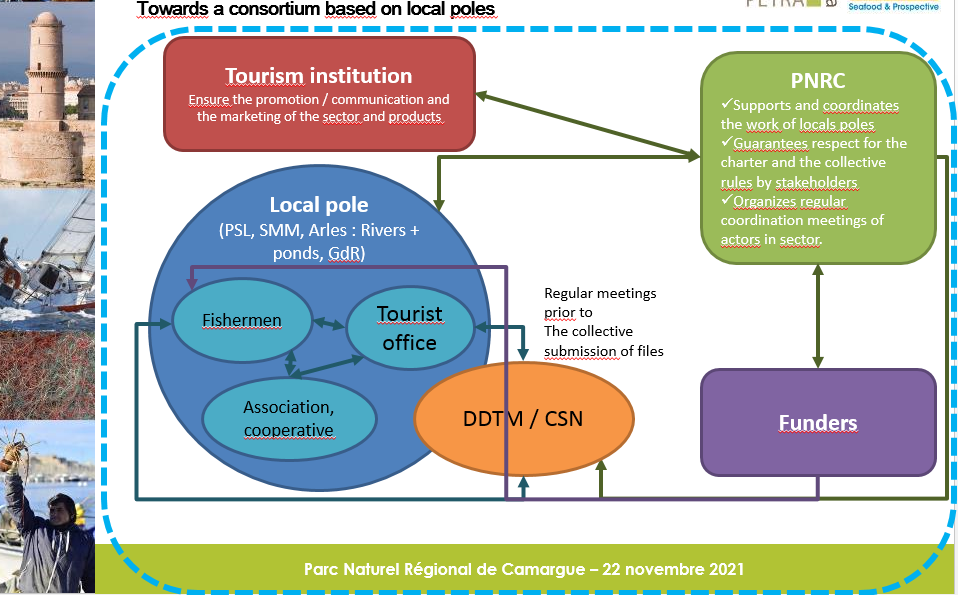 Towards a consortium based on local poles
PETRA
Seafood & Prospective
Tourism institution
Ensure the promotion / communication and
the marketing of the sector and products
PNRC
✓Supports and coordinates
the work of locals poles
✓Guarantees respect for the
charter and the collective
rules by stakeholders
✓Organizes regular
coordination meetings of
actors in sector.
Local pole
(PSL, SMM, Arles : Rivers +
ponds, GdR)
Fishermen
Tourist
office
Association,
cooperative
Regular meetings
prior to
The collective
submission of files
DDTM / CSN
Funders
Parc Naturel Régional de Camargue – 22 novembre 2021